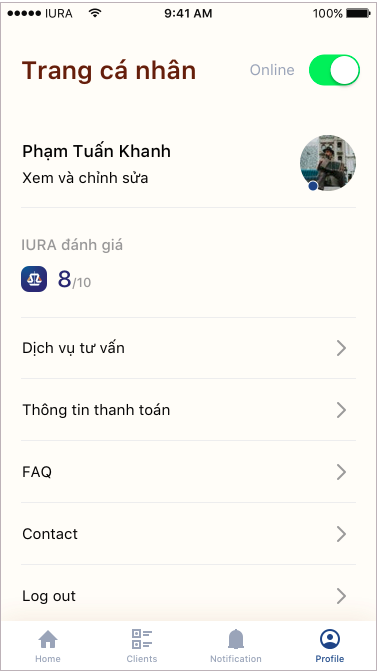 IURA 9:41 AM 100%
Trang cá nhân Online
Phạm Tuấn Khanh
Xem và chỉnh sửa
IURA đánh giá
8/10
Dịch vụ tư vấn
Thông tin thanh toán
FAQ
Contact
Log out
Home Clients Notification Profile